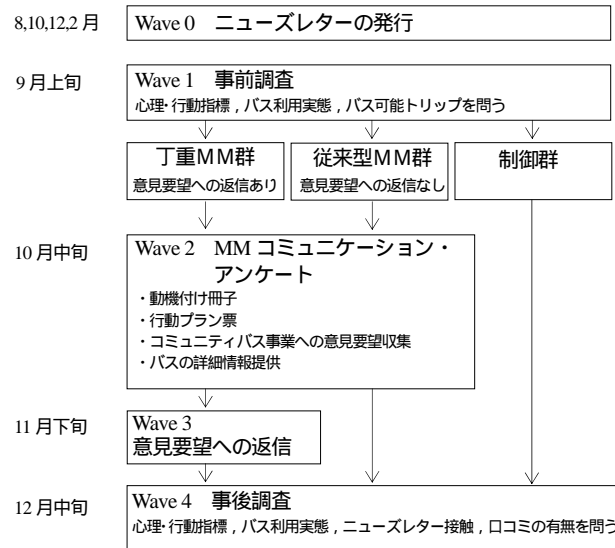 8,10,12,2 月
Wave 0 ニューズレターの発行
9 月上旬
Wave 1 事前調査
心理・行動指標，バス利用実態，バス可能トリップを問う
丁重ＭＭ群
意見要望への返信あり
従来型ＭＭ群
意見要望への返信なし
制御群
10 月中旬
Wave 2 MM コミュニケーション・
アンケート
・動機付け冊子
・行動プラン票
・コミュニティバス事業への意見要望収集
・バスの詳細情報提供
11 月下旬
Wave 3
意見要望への返信
12 月中旬
Wave 4 事後調査
心理・行動指標，バス利用実態，ニューズレター接触，口コミの有無を問う